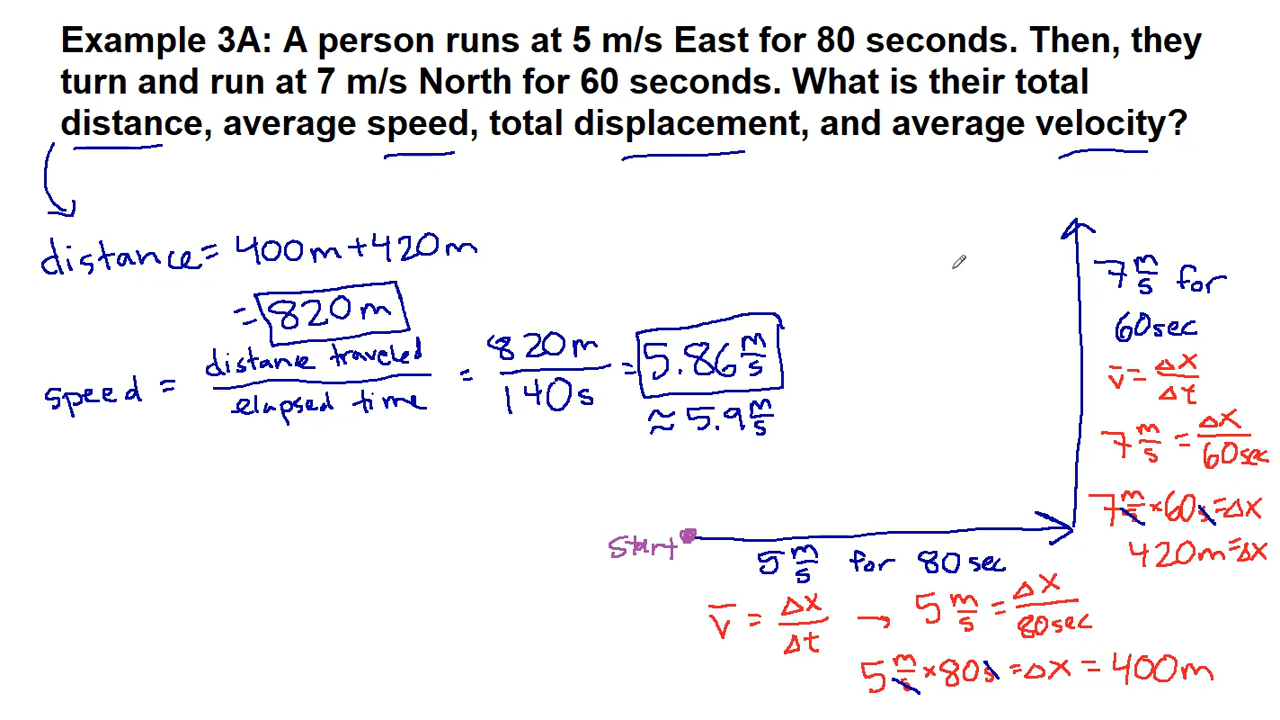 Example 3A: A person runs at 5 m/s East for 80 seconds. Then, they
turn and run at 7 m/s North for 60 seconds. What is their total
distance, average speed, total displacement, and average velocity?
distance = 400m + 420m
= 820m
speed = distance traveled / elapsed time = 820m / 140s = 5.86 m/s
≈ 5.9 m/s
7 m/s for
60sec
v̄ = Δx / Δt
7 m/s = Δx / 60sec
7 m/s × 60s = Δx
420m = Δx
Start
5 m/s for 80 sec
v̄ = Δx / Δt → 5 m/s = Δx / 80sec
5 m/s × 80s = Δx = 400m